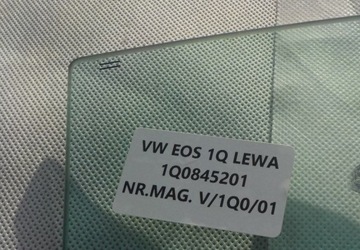 VW EOS 1Q LEWA
1Q0845201
NR.MAG. V/1Q0/01